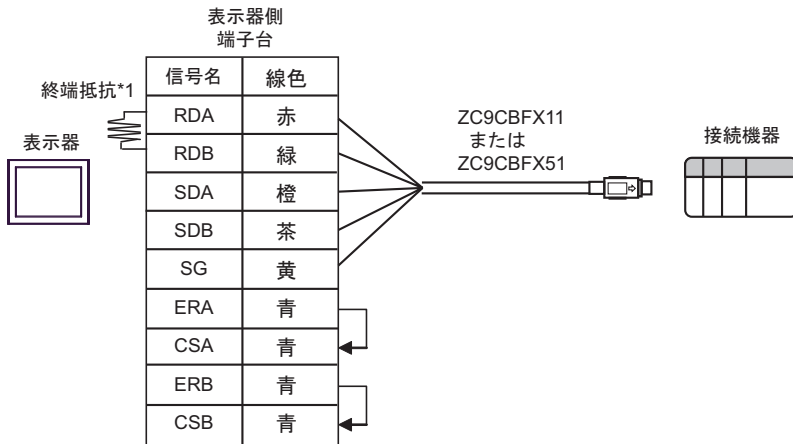 表示器側
端子台
信号名 線色
終端抵抗*1
表示器
RDA 赤
RDB 緑
SDA 橙
SDB 茶
SG 黄
ERA 青
CSA 青
ERB 青
CSB 青
ZC9CBFX11
または
ZC9CBFX51
接続機器